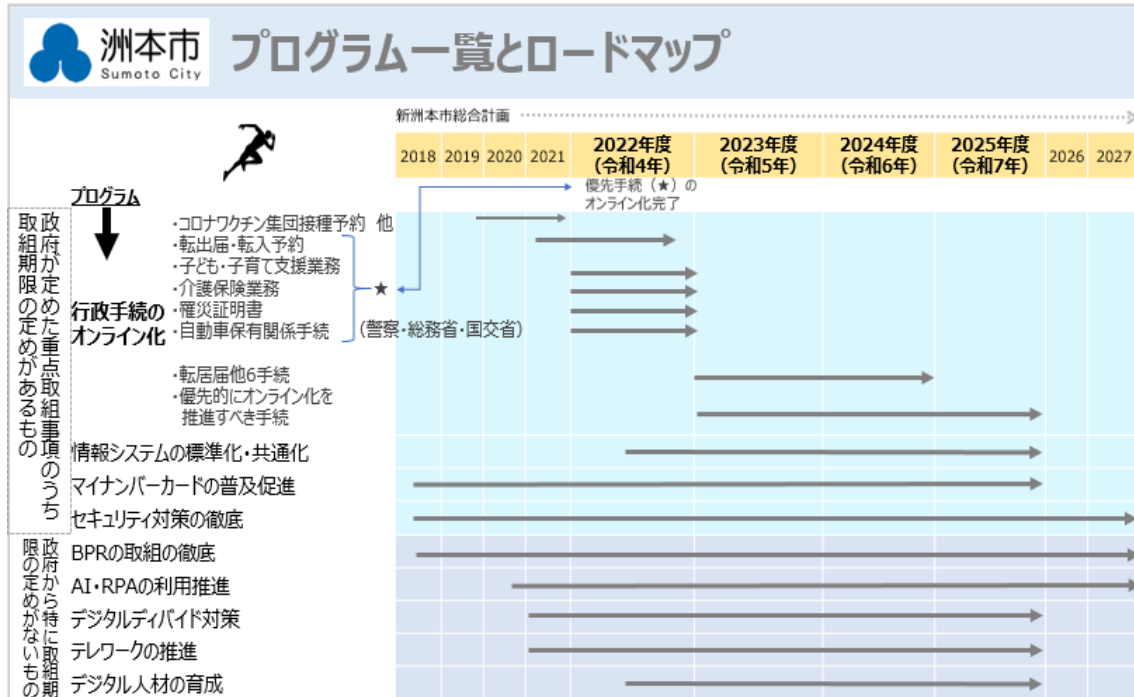 洲本市
Sumoto City
プログラム一覧とロードマップ
新洲本市総合計画
2018 2019 2020 2021 2022年度 2023年度 2024年度 2025年度 2026 2027
(令和4年) (令和5年) (令和6年) (令和7年)
優先手続(★)の
オンライン化完了
プログラム
政府が定めた重点取組事項のうち
取組期限の定めがあるもの
行政手続の
オンライン化
・コロナワクチン集団接種予約 他
・転出届・転入予約
・子ども・子育て支援業務
・介護保険業務
★
・罹災証明書
・自動車保有関係手続 (警察・総務省・国交省)
・転居届他6手続
・優先的にオンライン化を
推進すべき手続
情報システムの標準化・共通化
マイナンバーカードの普及促進
セキュリティ対策の徹底
政府から特に取組期
限の定めがないもの
BPRの取組の徹底
AI・RPAの利用推進
デジタルディバイド対策
テレワークの推進
デジタル人材の育成